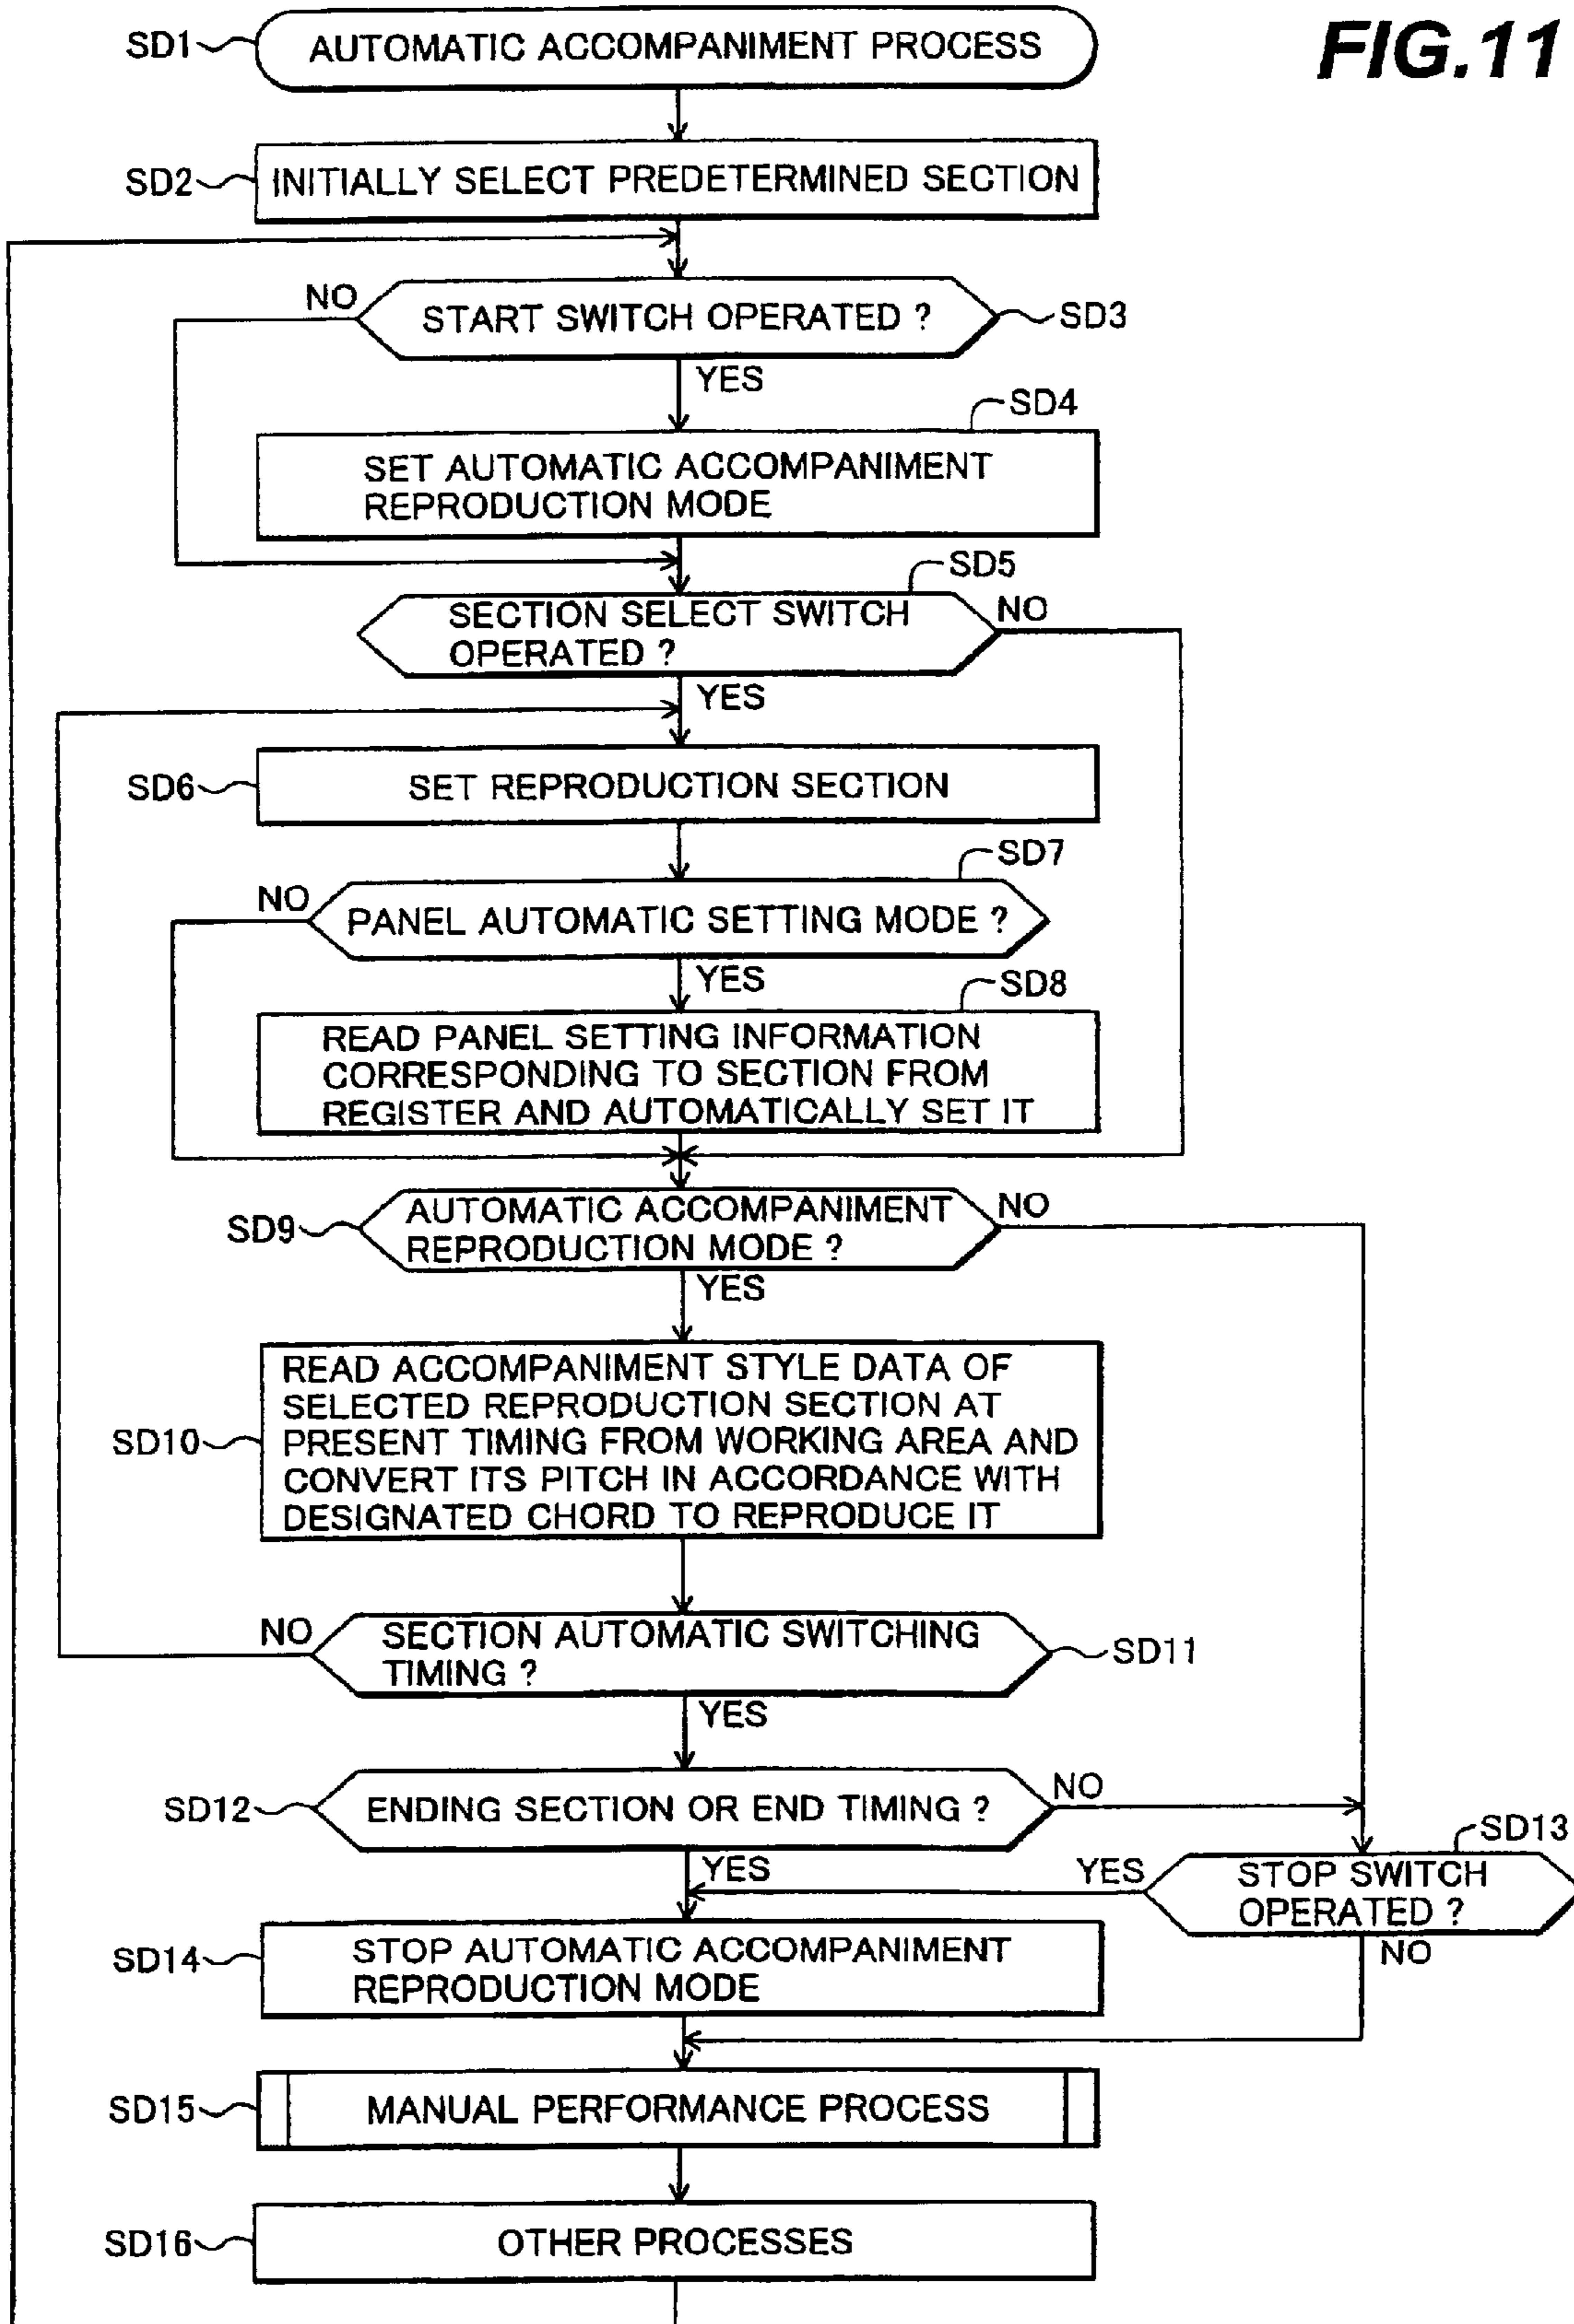 FIG.11
SD1
AUTOMATIC ACCOMPANIMENT PROCESS
SD2
INITIALLY SELECT PREDETERMINED SECTION
NO
START SWITCH OPERATED ?
SD3
YES
SD4
SET AUTOMATIC ACCOMPANIMENT
REPRODUCTION MODE
SD5
SECTION SELECT SWITCH
OPERATED ?
NO
YES
SD6
SET REPRODUCTION SECTION
SD7
NO
PANEL AUTOMATIC SETTING MODE ?
YES
SD8
READ PANEL SETTING INFORMATION
CORRESPONDING TO SECTION FROM
REGISTER AND AUTOMATICALLY SET IT
SD9
AUTOMATIC ACCOMPANIMENT
REPRODUCTION MODE ?
NO
YES
SD10
READ ACCOMPANIMENT STYLE DATA OF
SELECTED REPRODUCTION SECTION AT
PRESENT TIMING FROM WORKING AREA AND
CONVERT ITS PITCH IN ACCORDANCE WITH
DESIGNATED CHORD TO REPRODUCE IT
NO
SECTION AUTOMATIC SWITCHING
TIMING ?
SD11
YES
SD12
ENDING SECTION OR END TIMING ?
NO
YES
SD13
YES
STOP SWITCH
OPERATED ?
NO
SD14
STOP AUTOMATIC ACCOMPANIMENT
REPRODUCTION MODE
SD15
MANUAL PERFORMANCE PROCESS
SD16
OTHER PROCESSES